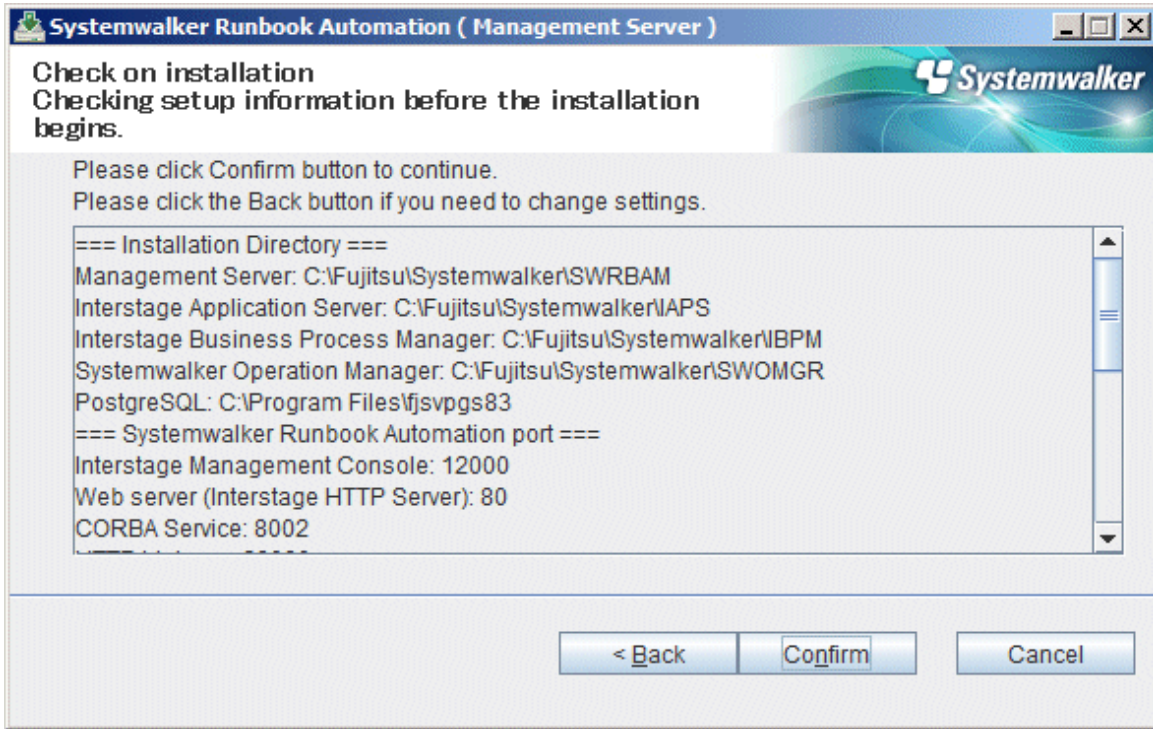 Systemwalker Runbook Automation ( Management Server )
Check on installation
Checking setup information before the installation
begins.
Systemwalker
Please click Confirm button to continue.
Please click the Back button if you need to change settings.
=== Installation Directory ===
Management Server: C:\Fujitsu\Systemwalker\SWRBAM
Interstage Application Server: C:\Fujitsu\Systemwalker\IAPS
Interstage Business Process Manager: C:\Fujitsu\Systemwalker\IBPM
Systemwalker Operation Manager: C:\Fujitsu\Systemwalker\SWOMGR
PostgreSQL: C:\Program Files\fjsvpgs83
=== Systemwalker Runbook Automation port ===
Interstage Management Console: 12000
Web server (Interstage HTTP Server): 80
CORBA Service: 8002
< Back
Confirm
Cancel